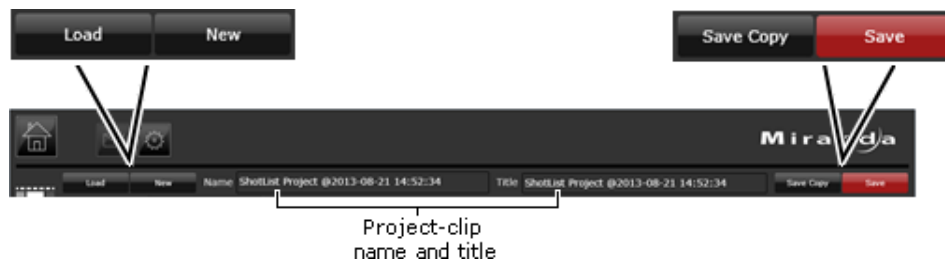 Load New
Save Copy Save
Miranda
Load New Name ShotList Project @2013-08-21 14:52:34 Title ShotList Project @2013-08-21 14:52:34 Save Copy Save
Project-clip
name and title